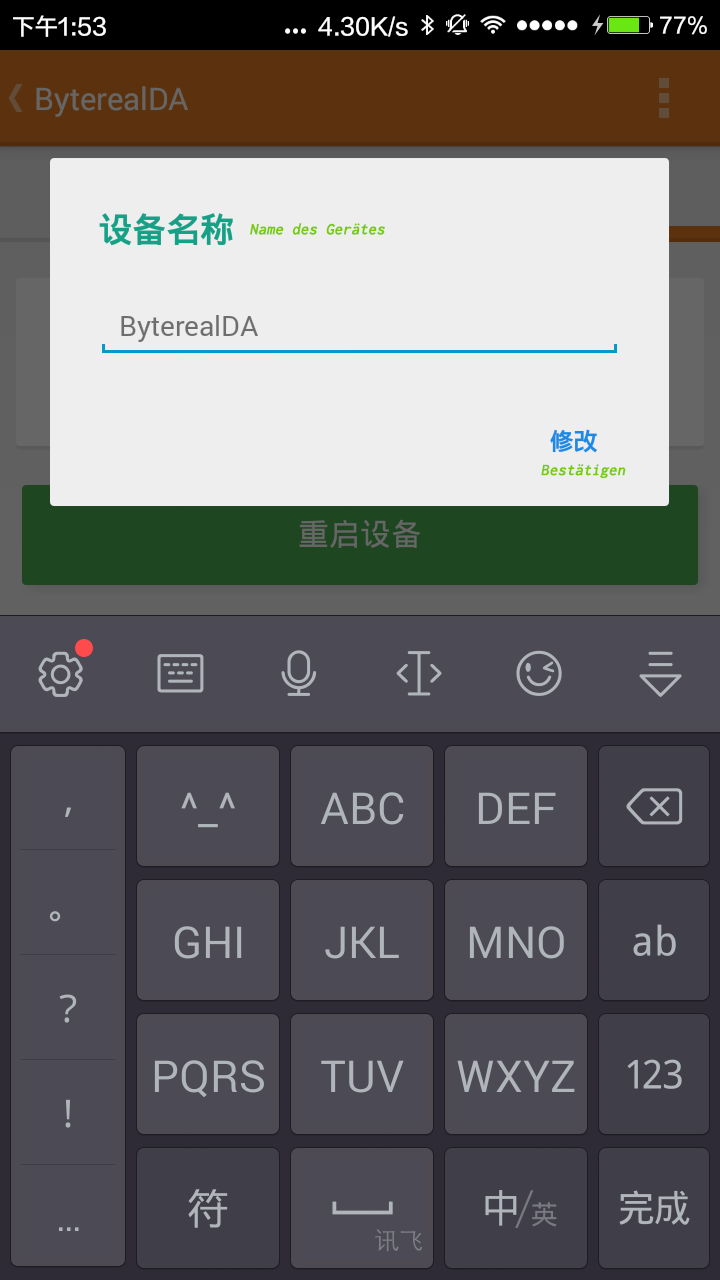 下午1:53 ... 4.30K/s 77%
ByterealDA
设备名称 Name des Gerätes
ByterealDA
修改
Bestätigen
重启设备
, ^_^ ABC DEF
。 GHI JKL MNO ab
? PQRS TUV WXYZ 123
!
... 符 讯飞 中/英 完成